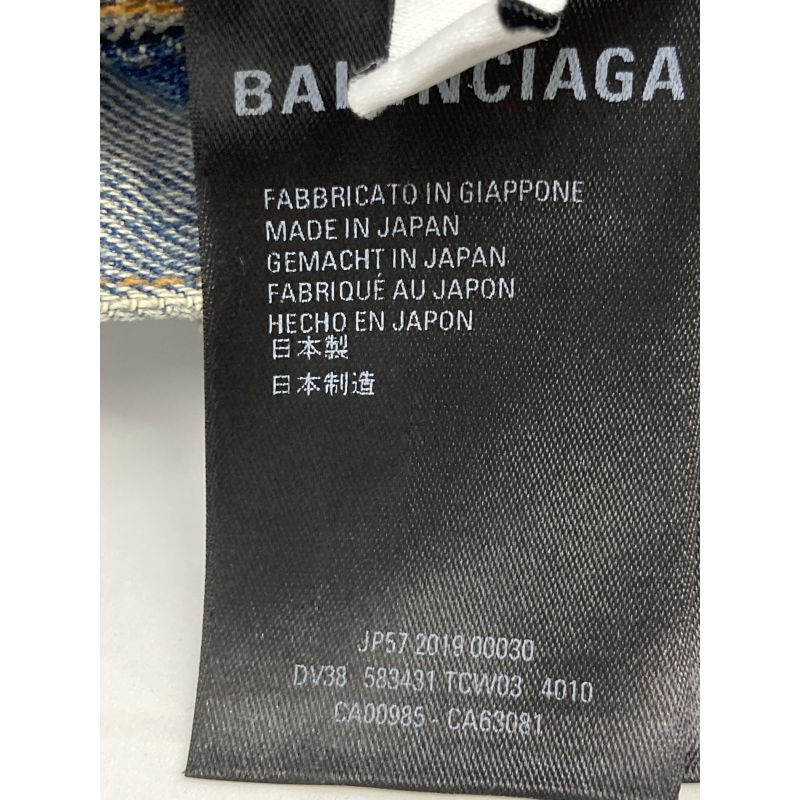 BALENCIAGA
FABBRICATO IN GIAPPONE
MADE IN JAPAN
GEMACHT IN JAPAN
FABRIQUÉ AU JAPON
HECHO EN JAPON
日本製
日本制造
JP57 2019 00030
DV38 583431 TCW03 4010
CA00985 - CA63081